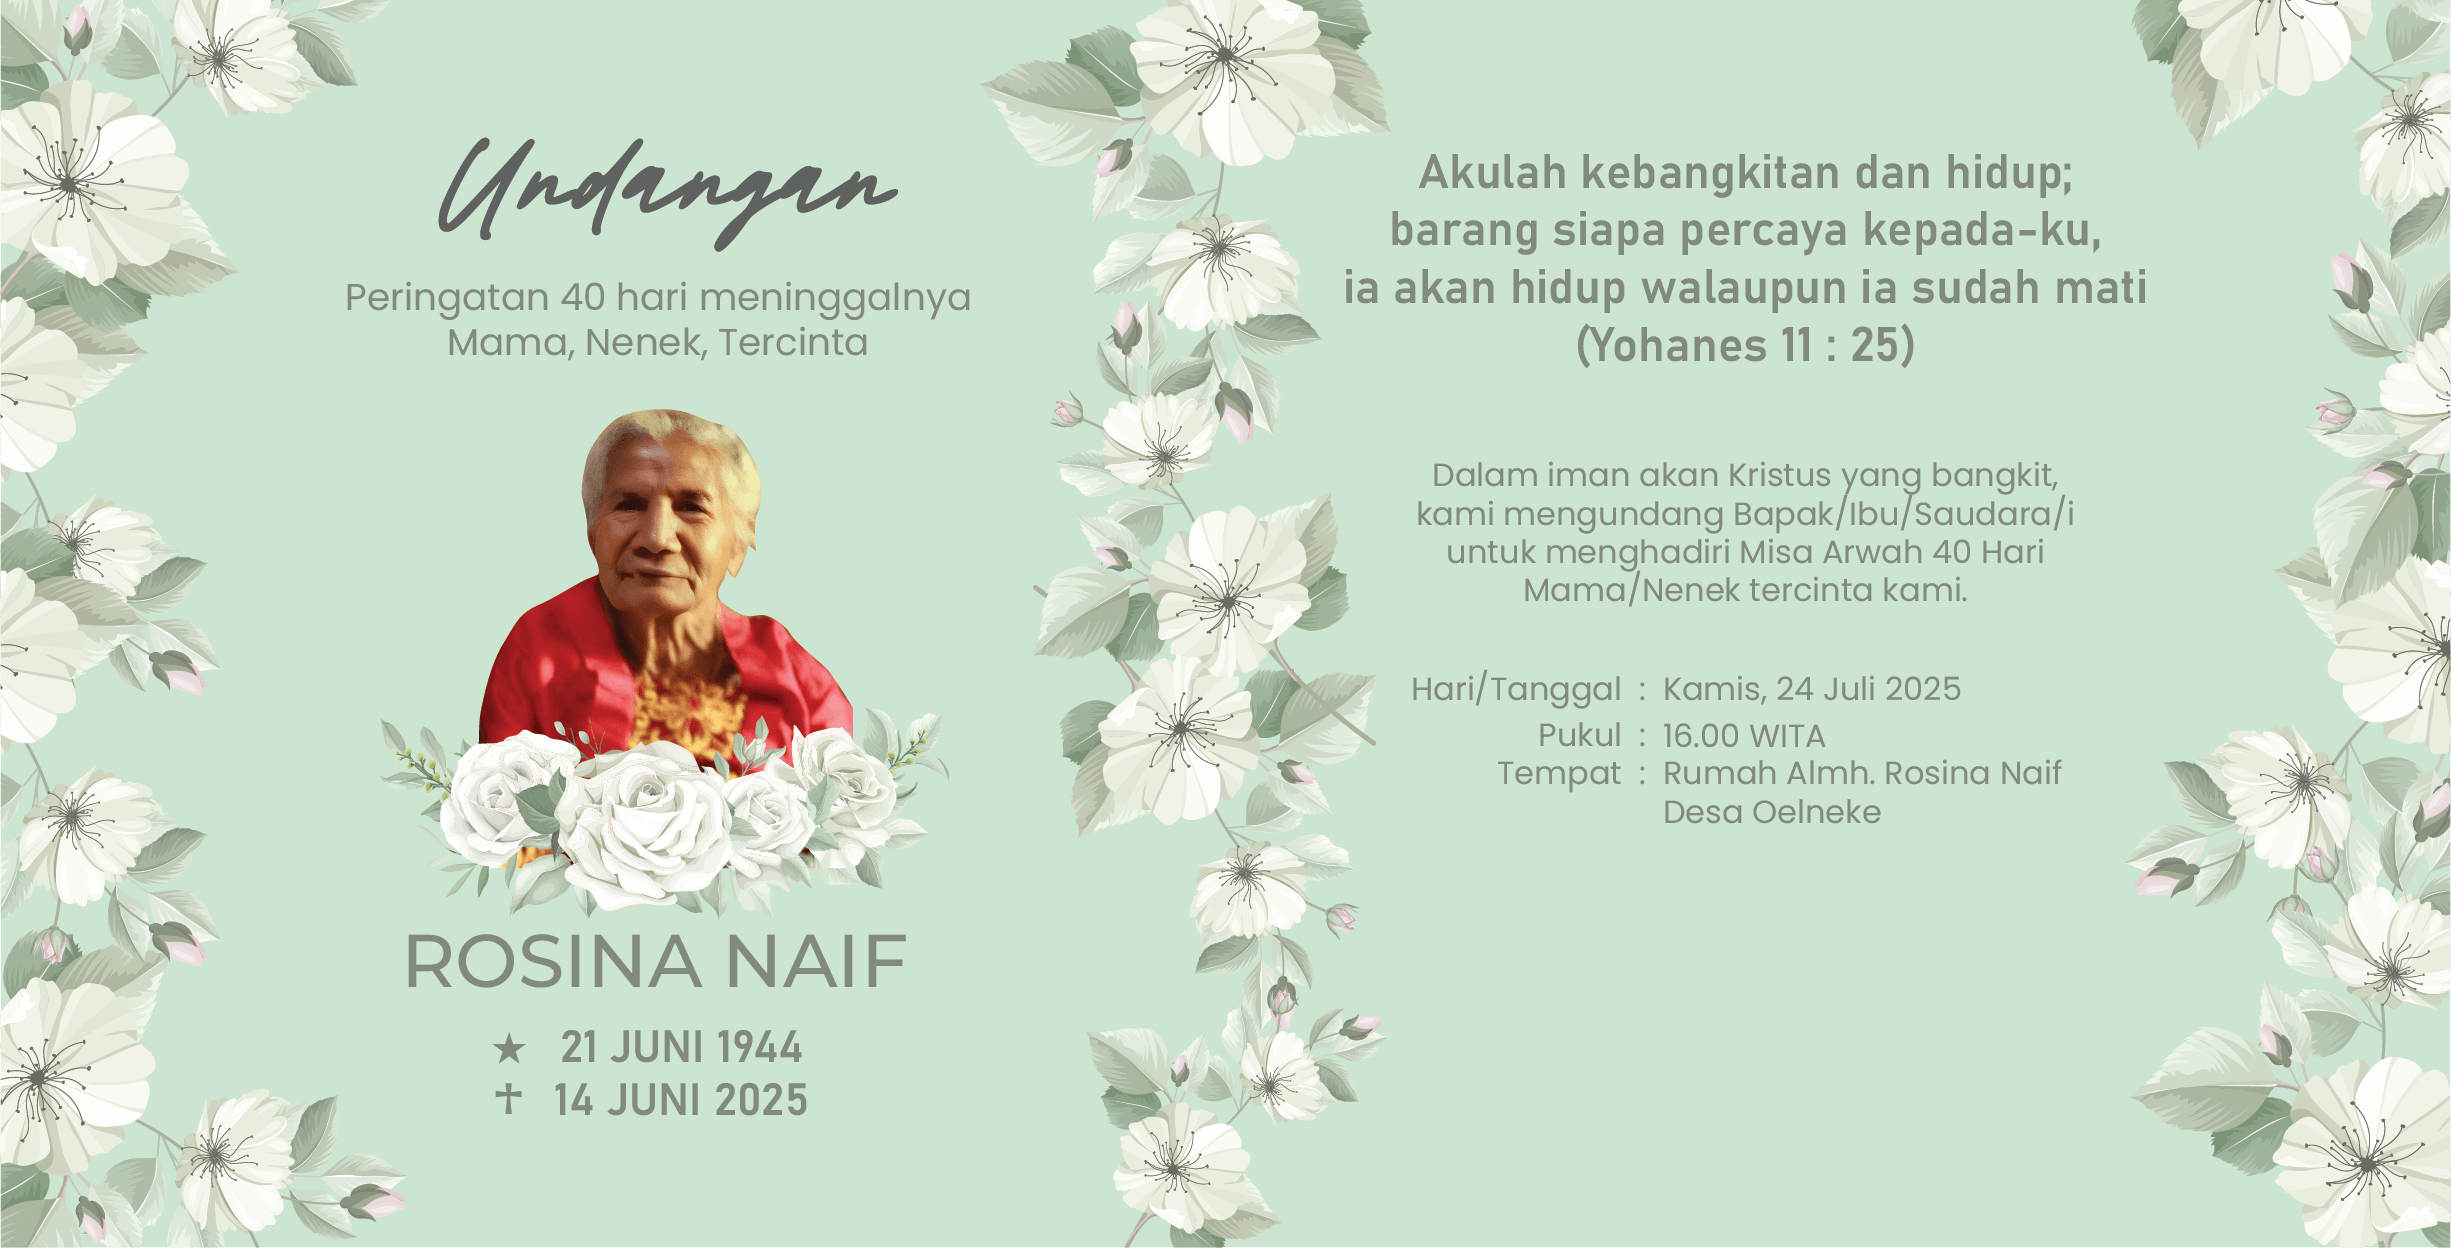 Undangan
Peringatan 40 hari meninggalnya
Mama, Nenek, Tercinta
ROSINA NAIF
★ 21 JUNI 1944
✝ 14 JUNI 2025
Akulah kebangkitan dan hidup;
barang siapa percaya kepada-ku,
ia akan hidup walaupun ia sudah mati
(Yohanes 11 : 25)
Dalam iman akan Kristus yang bangkit,
kami mengundang Bapak/Ibu/Saudara/i
untuk menghadiri Misa Arwah 40 Hari
Mama/Nenek tercinta kami.
Hari/Tanggal : Kamis, 24 Juli 2025
Pukul : 16.00 WITA
Tempat : Rumah Almh. Rosina Naif
Desa Oelneke